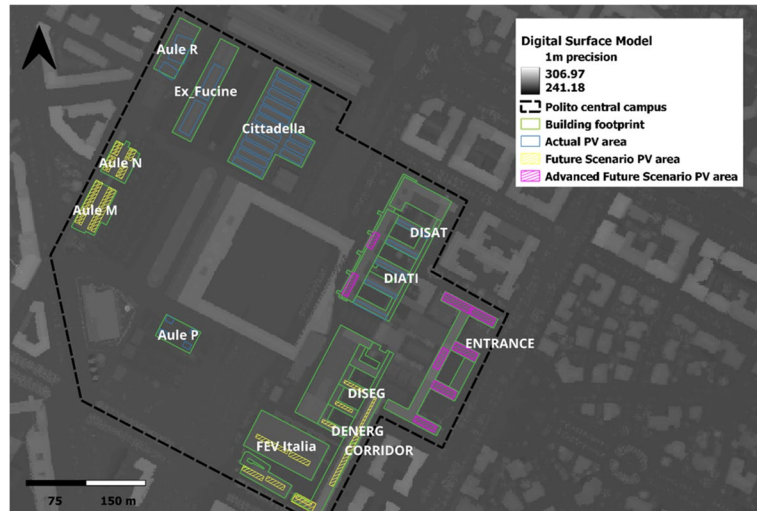 Digital Surface Model
1m precision
306.97
241.18
Polito central campus
Building footprint
Actual PV area
Future Scenario PV area
Advanced Future Scenario PV area
Aule R
Ex_Fucine
Cittadella
Aule N
Aule M
DISAT
DIATI
Aule P
ENTRANCE
DISEG
DENERG
FEV Italia
CORRIDOR
75
150 m